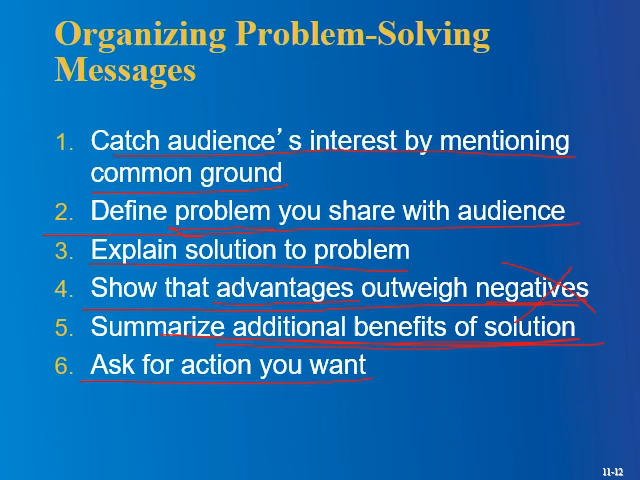 Organizing Problem-Solving
Messages
1. Catch audience’s interest by mentioning
common ground
2. Define problem you share with audience
3. Explain solution to problem
4. Show that advantages outweigh negatives
5. Summarize additional benefits of solution
6. Ask for action you want
11-12